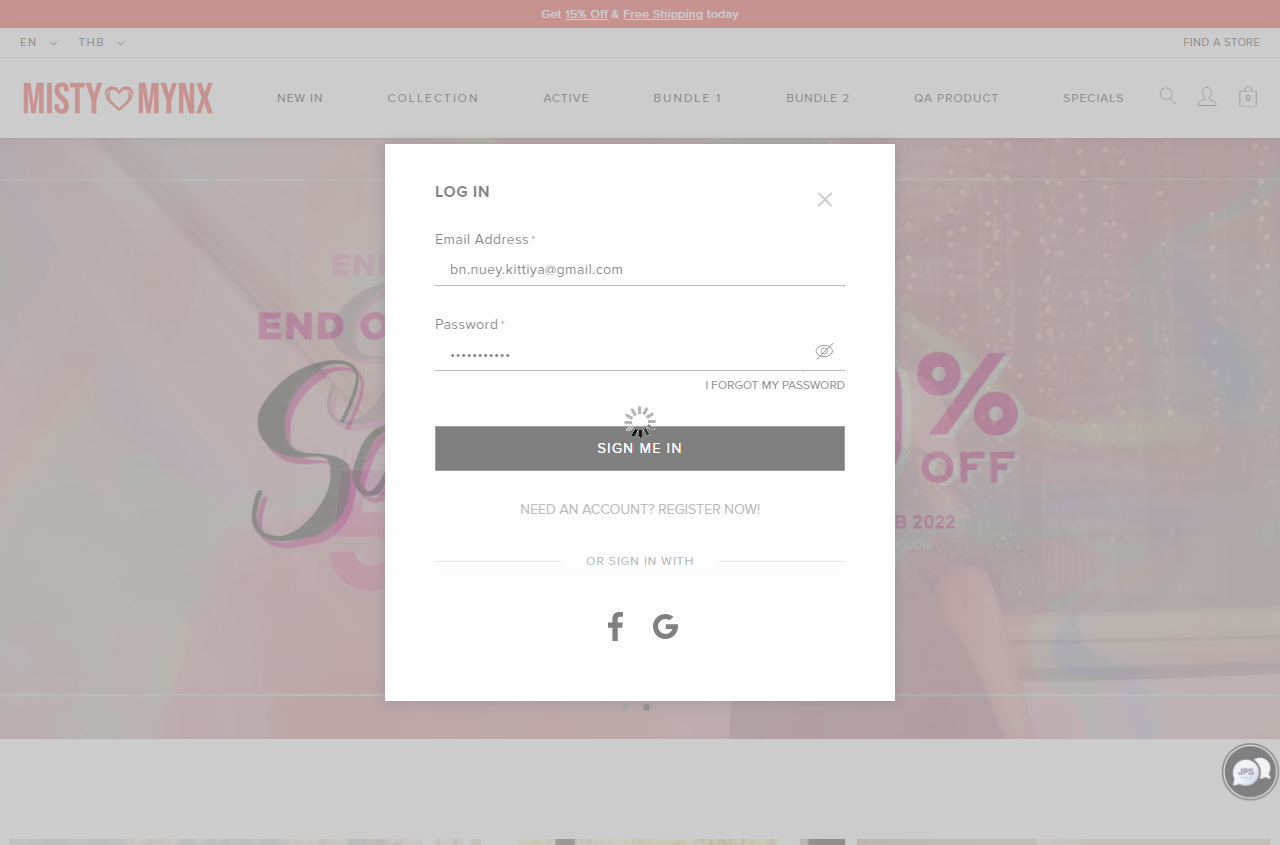 Get 15% Off & Free Shipping today
EN THB FIND A STORE
MISTY MYNX
NEW IN COLLECTION ACTIVE BUNDLE 1 BUNDLE 2 QA PRODUCT SPECIALS 0
LOG IN
Email Address *
bn.nuey.kittiya@gmail.com
Password *
I FORGOT MY PASSWORD
SIGN ME IN
NEED AN ACCOUNT? REGISTER NOW!
OR SIGN IN WITH
END O
%
OFF
B 2022
JPS